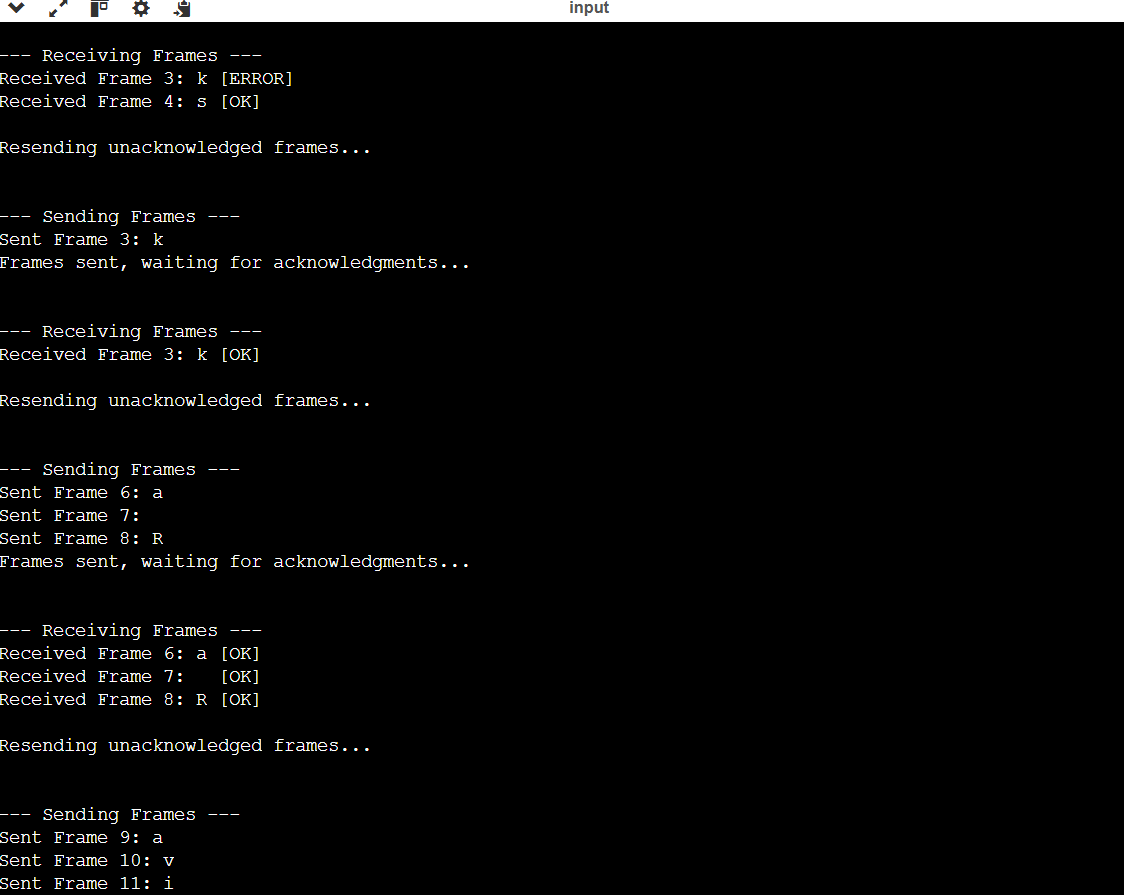 input
--- Receiving Frames ---
Received Frame 3: k [ERROR]
Received Frame 4: s [OK]
Resending unacknowledged frames...
--- Sending Frames ---
Sent Frame 3: k
Frames sent, waiting for acknowledgments...
--- Receiving Frames ---
Received Frame 3: k [OK]
Resending unacknowledged frames...
--- Sending Frames ---
Sent Frame 6: a
Sent Frame 7:
Sent Frame 8: R
Frames sent, waiting for acknowledgments...
--- Receiving Frames ---
Received Frame 6: a [OK]
Received Frame 7:   [OK]
Received Frame 8: R [OK]
Resending unacknowledged frames...
--- Sending Frames ---
Sent Frame 9: a
Sent Frame 10: v
Sent Frame 11: i